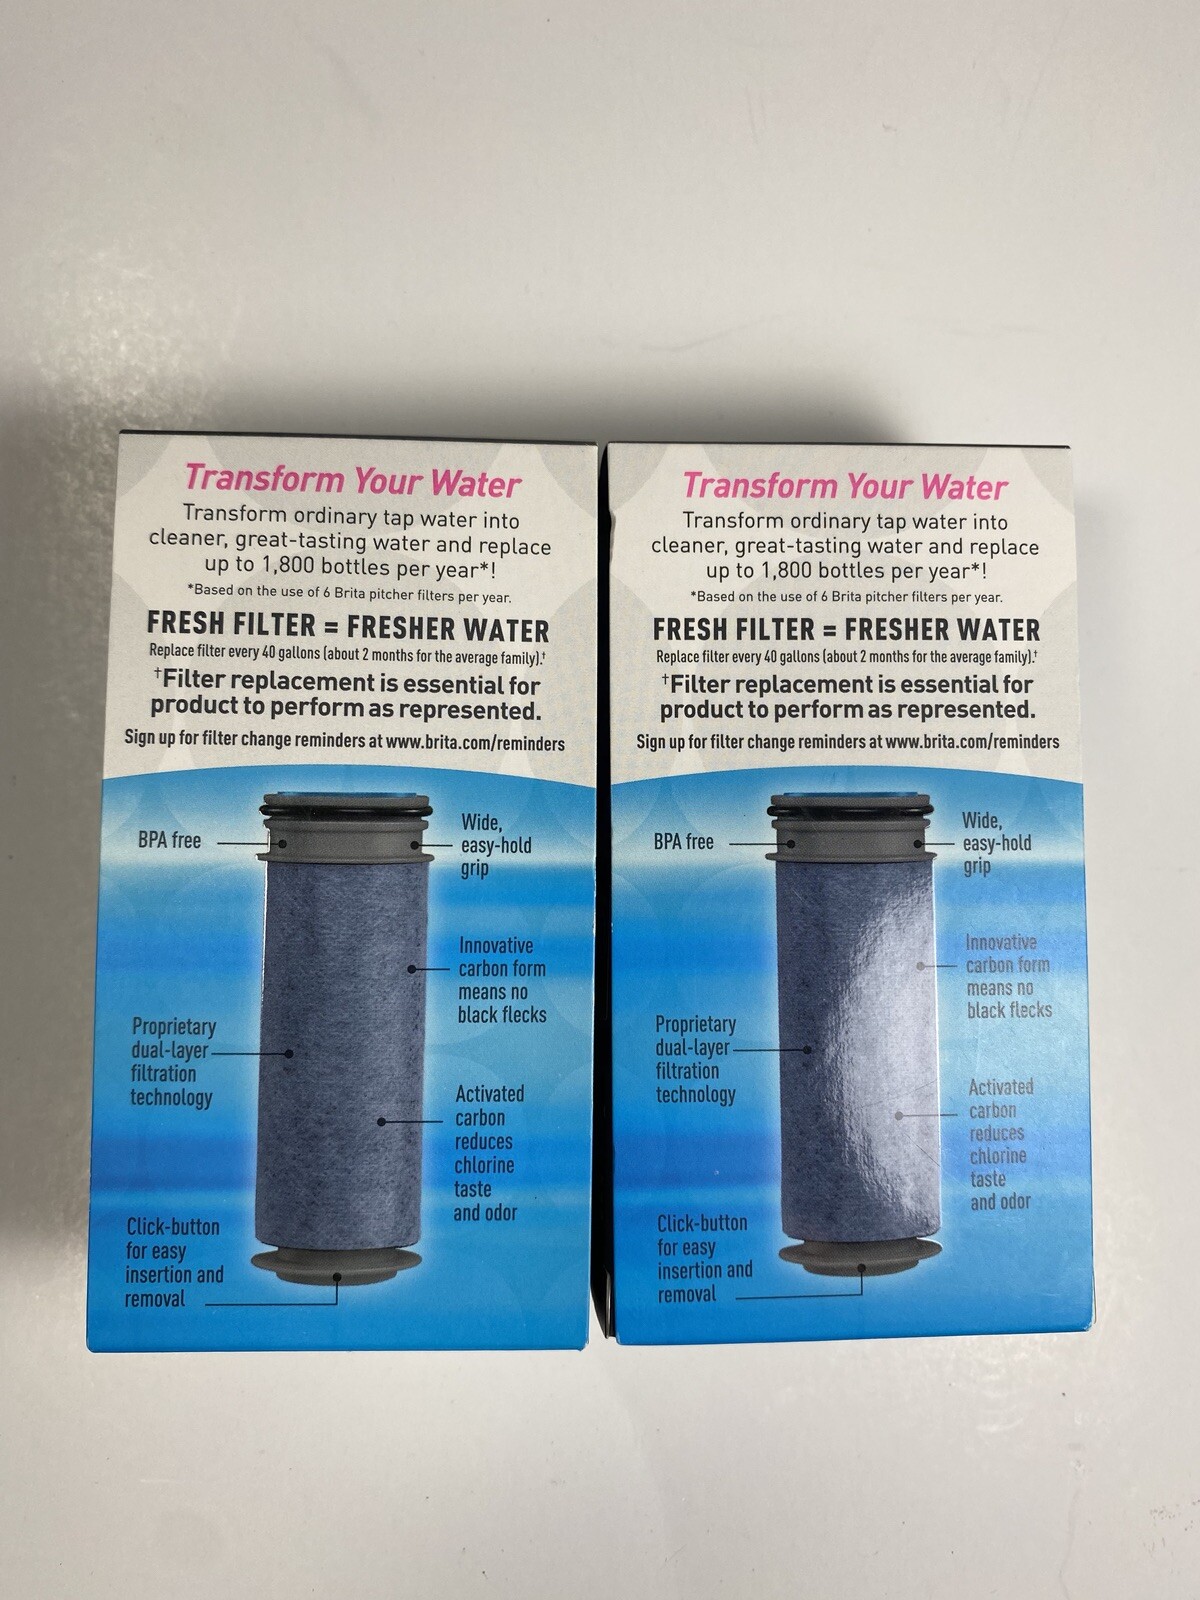 Transform Your Water
Transform ordinary tap water into
cleaner, great-tasting water and replace
up to 1,800 bottles per year*!
*Based on the use of 6 Brita pitcher filters per year.
FRESH FILTER = FRESHER WATER
Replace filter every 40 gallons (about 2 months for the average family).†
†Filter replacement is essential for
product to perform as represented.
Sign up for filter change reminders at www.brita.com/reminders
BPA free
Wide,
easy-hold
grip
Innovative
carbon form
means no
black flecks
Proprietary
dual-layer
filtration
technology
Activated
carbon
reduces
chlorine
taste
and odor
Click-button
for easy
insertion and
removal
Transform Your Water
Transform ordinary tap water into
cleaner, great-tasting water and replace
up to 1,800 bottles per year*!
*Based on the use of 6 Brita pitcher filters per year.
FRESH FILTER = FRESHER WATER
Replace filter every 40 gallons (about 2 months for the average family).†
†Filter replacement is essential for
product to perform as represented.
Sign up for filter change reminders at www.brita.com/reminders
BPA free
Wide,
easy-hold
grip
Innovative
carbon form
means no
black flecks
Proprietary
dual-layer
filtration
technology
Activated
carbon
reduces
chlorine
taste
and odor
Click-button
for easy
insertion and
removal